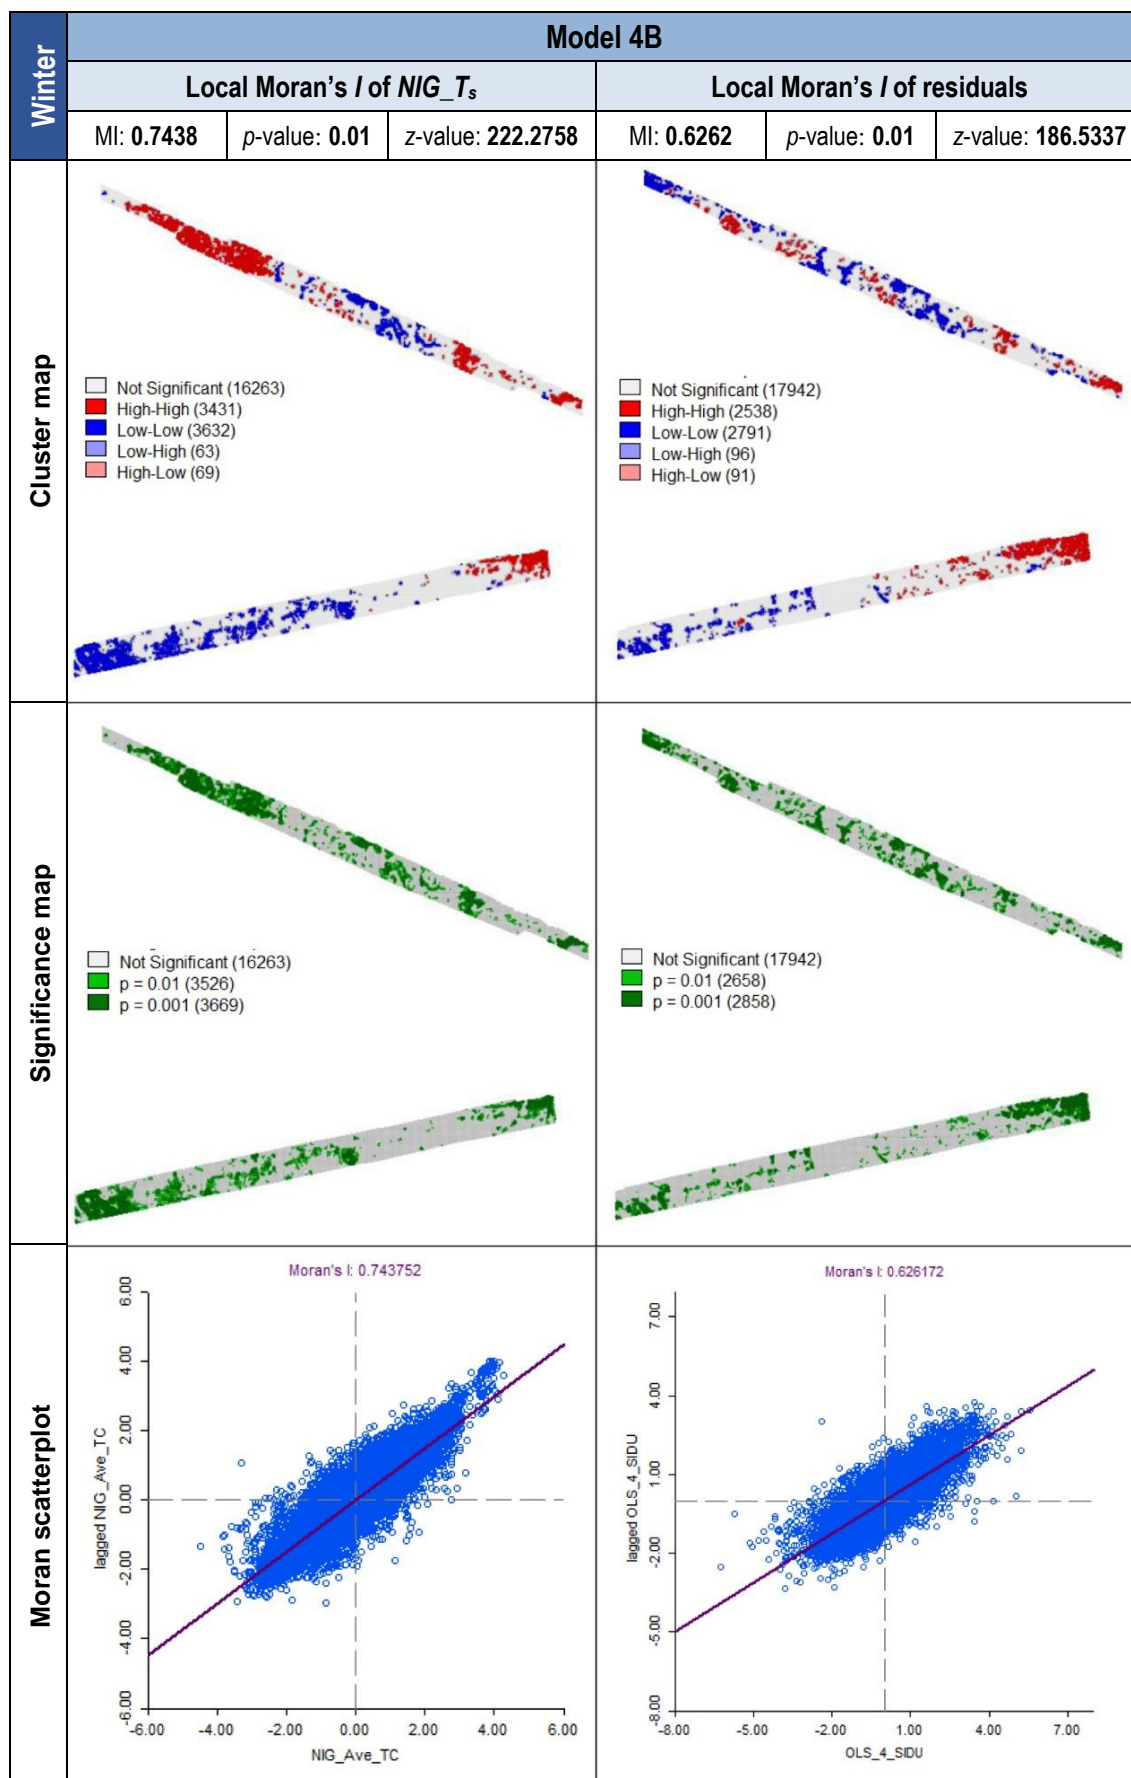 Winter
Model 4B
Local Moran's I of NIG_Ts
Local Moran's I of residuals
MI: 0.7438
p-value: 0.01
z-value: 222.2758
MI: 0.6262
p-value: 0.01
z-value: 186.5337
Cluster map
Not Significant (16263)
High-High (3431)
Low-Low (3632)
Low-High (63)
High-Low (69)
Not Significant (17942)
High-High (2538)
Low-Low (2791)
Low-High (96)
High-Low (91)
Significance map
Not Significant (16263)
p = 0.01 (3526)
p = 0.001 (3669)
Not Significant (17942)
p = 0.01 (2658)
p = 0.001 (2858)
Moran scatterplot
Moran's I: 0.743752
lagged NIG_Ave_TC
6.00
4.00
2.00
0.00
-2.00
-4.00
-6.00
-6.00 -4.00 -2.00 0.00 2.00 4.00 6.00
NIG_Ave_TC
Moran's I: 0.626172
lagged OLS_4_SIDU
7.00
4.00
1.00
-2.00
-5.00
-8.00
-8.00 -5.00 -2.00 1.00 4.00 7.00
OLS_4_SIDU